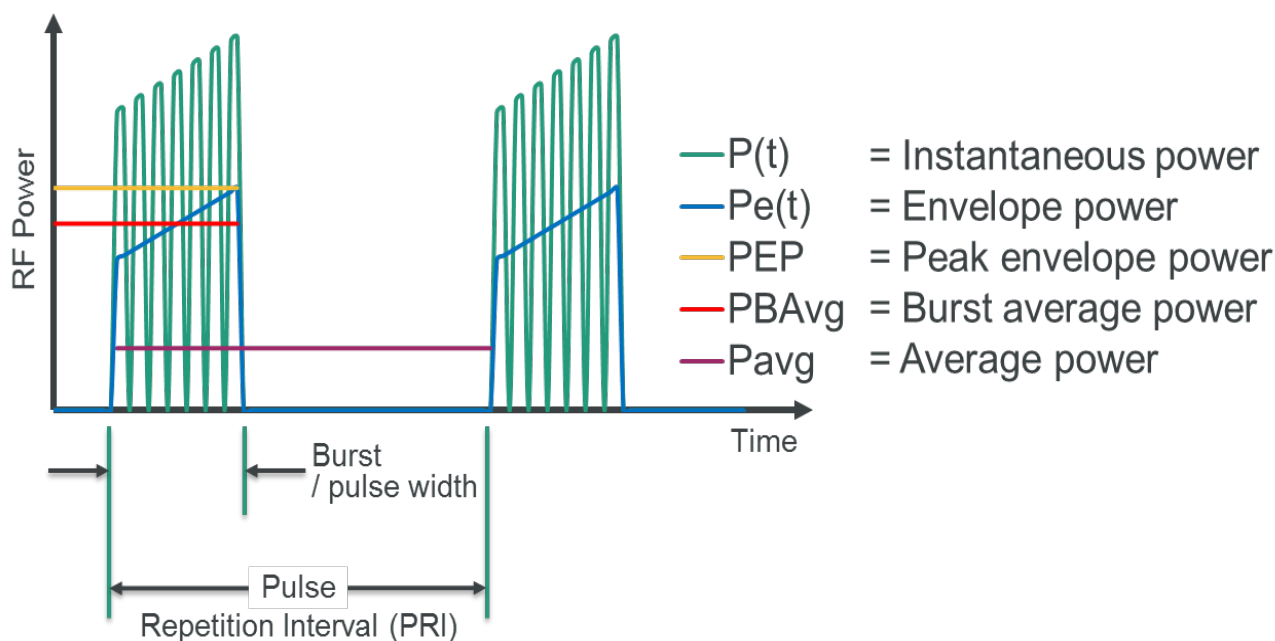 RF Power
P(t) = Instantaneous power
Pe(t) = Envelope power
PEP = Peak envelope power
PBAvg = Burst average power
Pavg = Average power
Time
Burst
/ pulse width
Pulse
Repetition Interval (PRI)